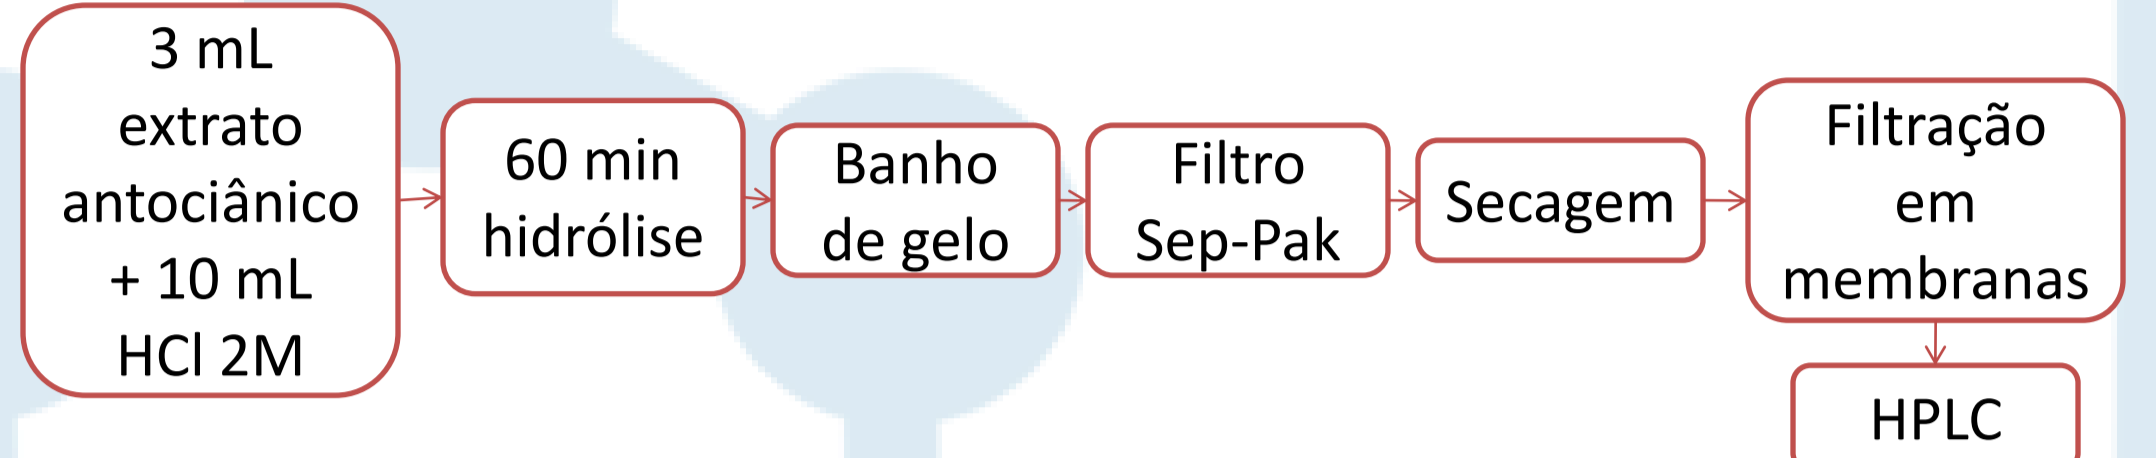 3 mL
extrato
antociânico
+ 10 mL
HCl 2M
60 min
hidrólise
Banho
de gelo
Filtro
Sep-Pak
Secagem
Filtração
em
membranas
HPLC